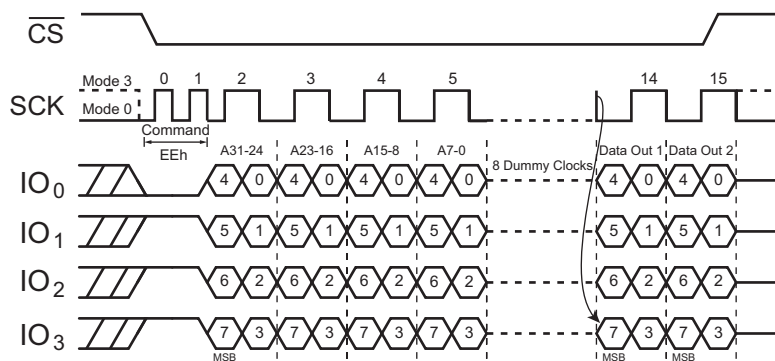 CS
0 1 2 3 4 5 14 15
Mode 3
SCK
Mode 0
Command
EEh
A31-24 A23-16 A15-8 A7-0 8 Dummy Clocks Data Out 1 Data Out 2
IO0 4 0 4 0 4 0 4 0 4 0 4 0
IO1 5 1 5 1 5 1 5 1 5 1 5 1
IO2 6 2 6 2 6 2 6 2 6 2 6 2
IO3 7 3 7 3 7 3 7 3 7 3 7 3
MSB MSB MSB